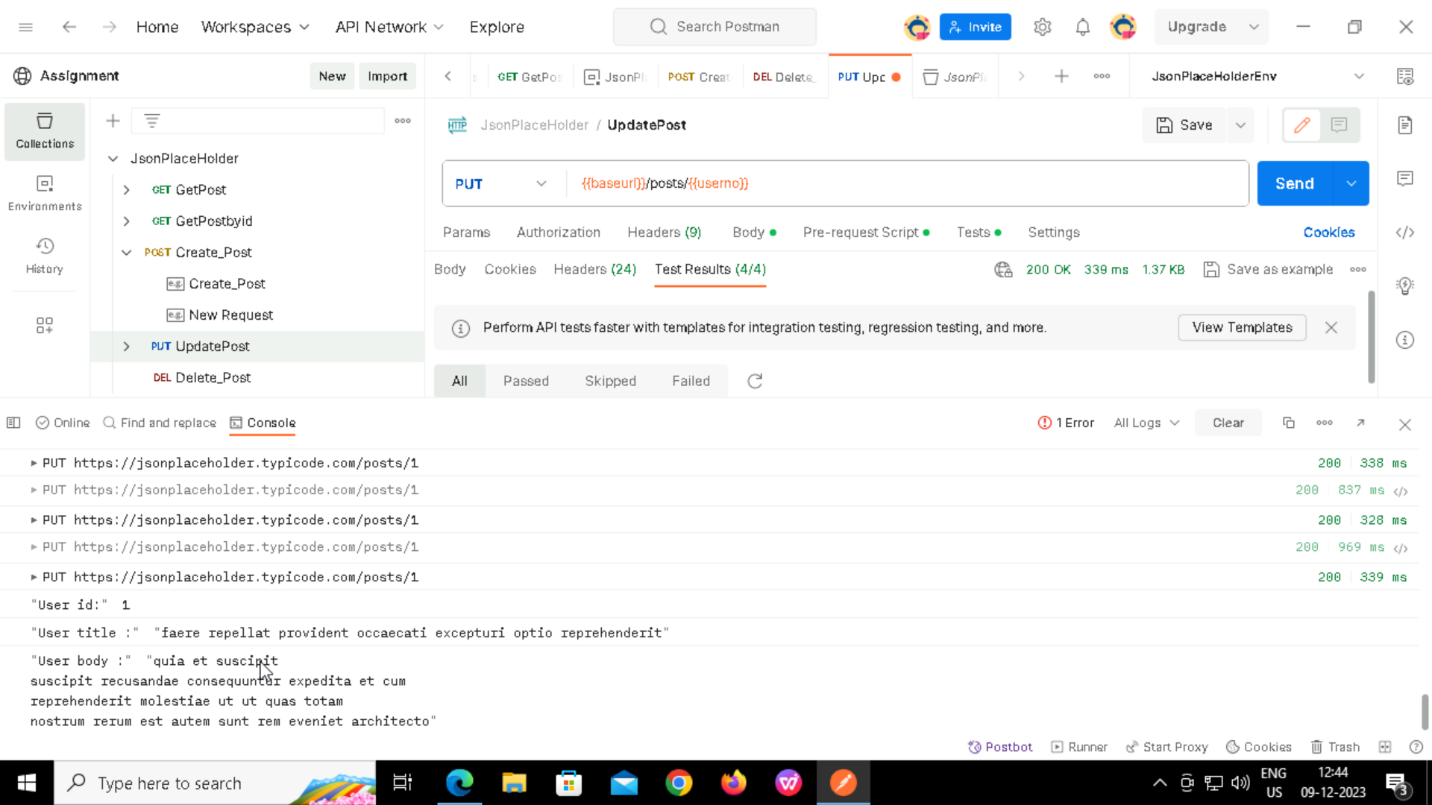 Home Workspaces API Network Explore Search Postman Invite Upgrade
Assignment New Import GET GetPos JsonPl POST Creat DEL Delete_ PUT Upc JsonPl JsonPlaceHolderEnv
Collections
Environments
History
JsonPlaceHolder
GET GetPost
GET GetPostbyid
POST Create_Post
e.g. Create_Post
e.g. New Request
PUT UpdatePost
DEL Delete_Post
HTTP JsonPlaceHolder / UpdatePost Save
PUT {{baseurl}}/posts/{{userno}} Send
Params Authorization Headers (9) Body Pre-request Script Tests Settings Cookies
Body Cookies Headers (24) Test Results (4/4) 200 OK 339 ms 1.37 KB Save as example
Perform API tests faster with templates for integration testing, regression testing, and more. View Templates
All Passed Skipped Failed
Online Find and replace Console 1 Error All Logs Clear
PUT https://jsonplaceholder.typicode.com/posts/1 200 338 ms
PUT https://jsonplaceholder.typicode.com/posts/1 200 837 ms
PUT https://jsonplaceholder.typicode.com/posts/1 200 328 ms
PUT https://jsonplaceholder.typicode.com/posts/1 200 969 ms
PUT https://jsonplaceholder.typicode.com/posts/1 200 339 ms
"User id:" 1
"User title :" "faere repellat provident occaecati excepturi optio reprehenderit"
"User body :" "quia et suscipit
suscipit recusandae consequuntur expedita et cum
reprehenderit molestiae ut ut quas totam
nostrum rerum est autem sunt rem eveniet architecto"
Postbot Runner Start Proxy Cookies Trash
Type here to search ENG US 12:44 09-12-2023 3